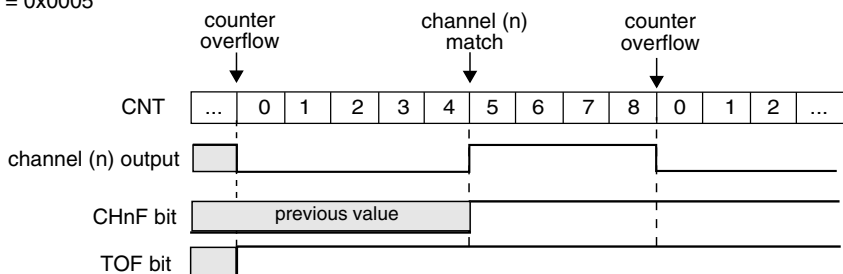 = 0x0005
counter overflow
channel (n) match
counter overflow
CNT ... 0 1 2 3 4 5 6 7 8 0 1 2 ...
channel (n) output
CHnF bit previous value
TOF bit